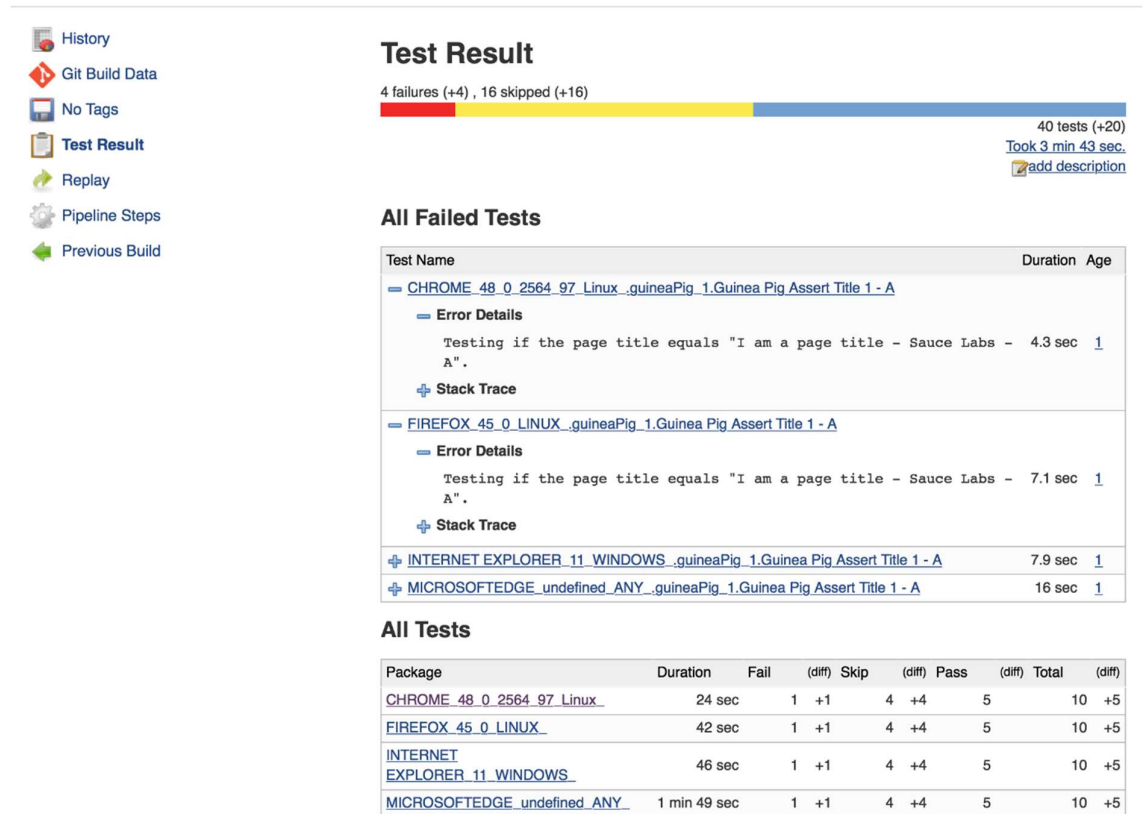 History
Git Build Data
No Tags
Test Result
Replay
Pipeline Steps
Previous Build
Test Result
4 failures (+4) , 16 skipped (+16)
40 tests (+20)
Took 3 min 43 sec.
add description
All Failed Tests
Test Name Duration Age
CHROME_48_0_2564_97_Linux_.guineaPig_1.Guinea Pig Assert Title 1 - A
Error Details
Testing if the page title equals "I am a page title - Sauce Labs - 4.3 sec 1
A".
Stack Trace
FIREFOX_45_0_LINUX_.guineaPig_1.Guinea Pig Assert Title 1 - A
Error Details
Testing if the page title equals "I am a page title - Sauce Labs - 7.1 sec 1
A".
Stack Trace
INTERNET EXPLORER_11_WINDOWS_.guineaPig_1.Guinea Pig Assert Title 1 - A 7.9 sec 1
MICROSOFTEDGE_undefined_ANY_.guineaPig_1.Guinea Pig Assert Title 1 - A 16 sec 1
All Tests
Package Duration Fail (diff) Skip (diff) Pass (diff) Total (diff)
CHROME_48_0_2564_97_Linux_ 24 sec 1 +1 4 +4 5 10 +5
FIREFOX_45_0_LINUX_ 42 sec 1 +1 4 +4 5 10 +5
INTERNET
EXPLORER_11_WINDOWS_ 46 sec 1 +1 4 +4 5 10 +5
MICROSOFTEDGE_undefined_ANY_ 1 min 49 sec 1 +1 4 +4 5 10 +5